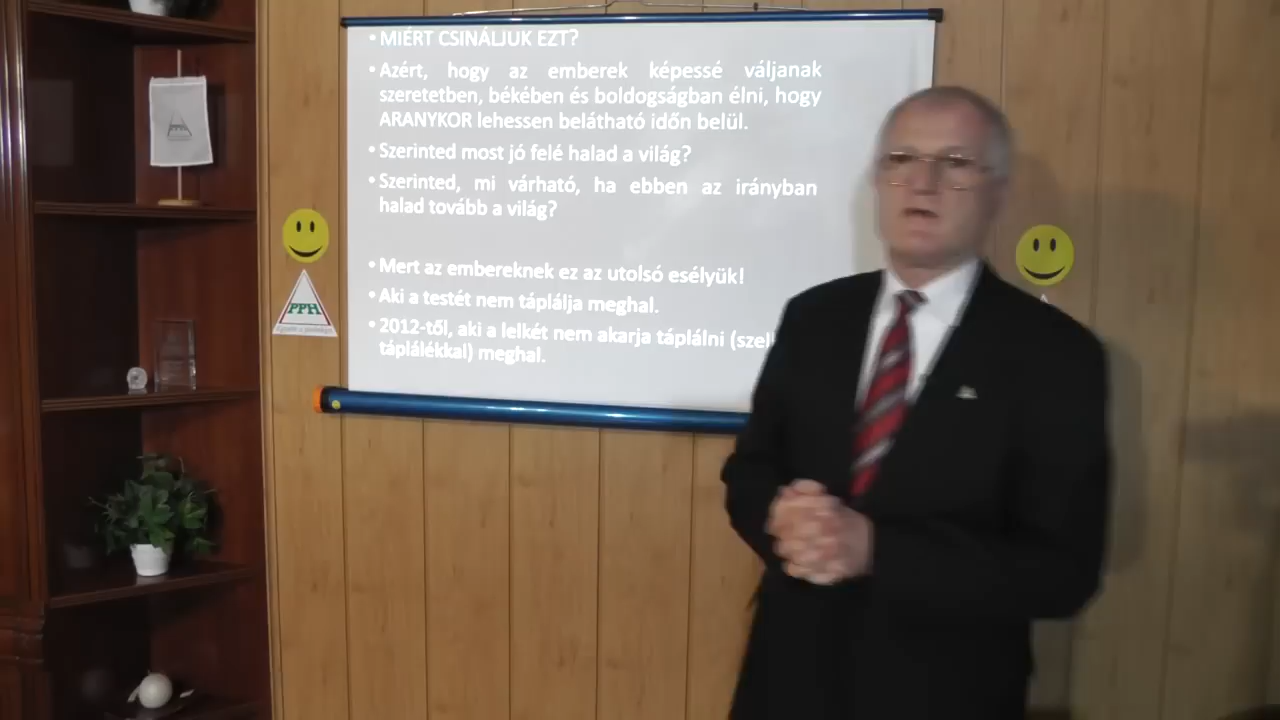 • MIÉRT CSINÁLJUK EZT?
• Azért, hogy az emberek képessé váljanak
szeretetben, békében és boldogságban élni, hogy
ARANYKOR lehessen belátható időn belül.
• Szerinted most jó felé halad a világ?
• Szerinted, mi várható, ha ebben az irányban
halad tovább a világ?
• Mert az embereknek ez az utolsó esélyük!
• Aki a testét nem táplálja meghal.
• 2012-től, aki a lelkét nem akarja táplálni
táplálékkal) meghal.
PPH